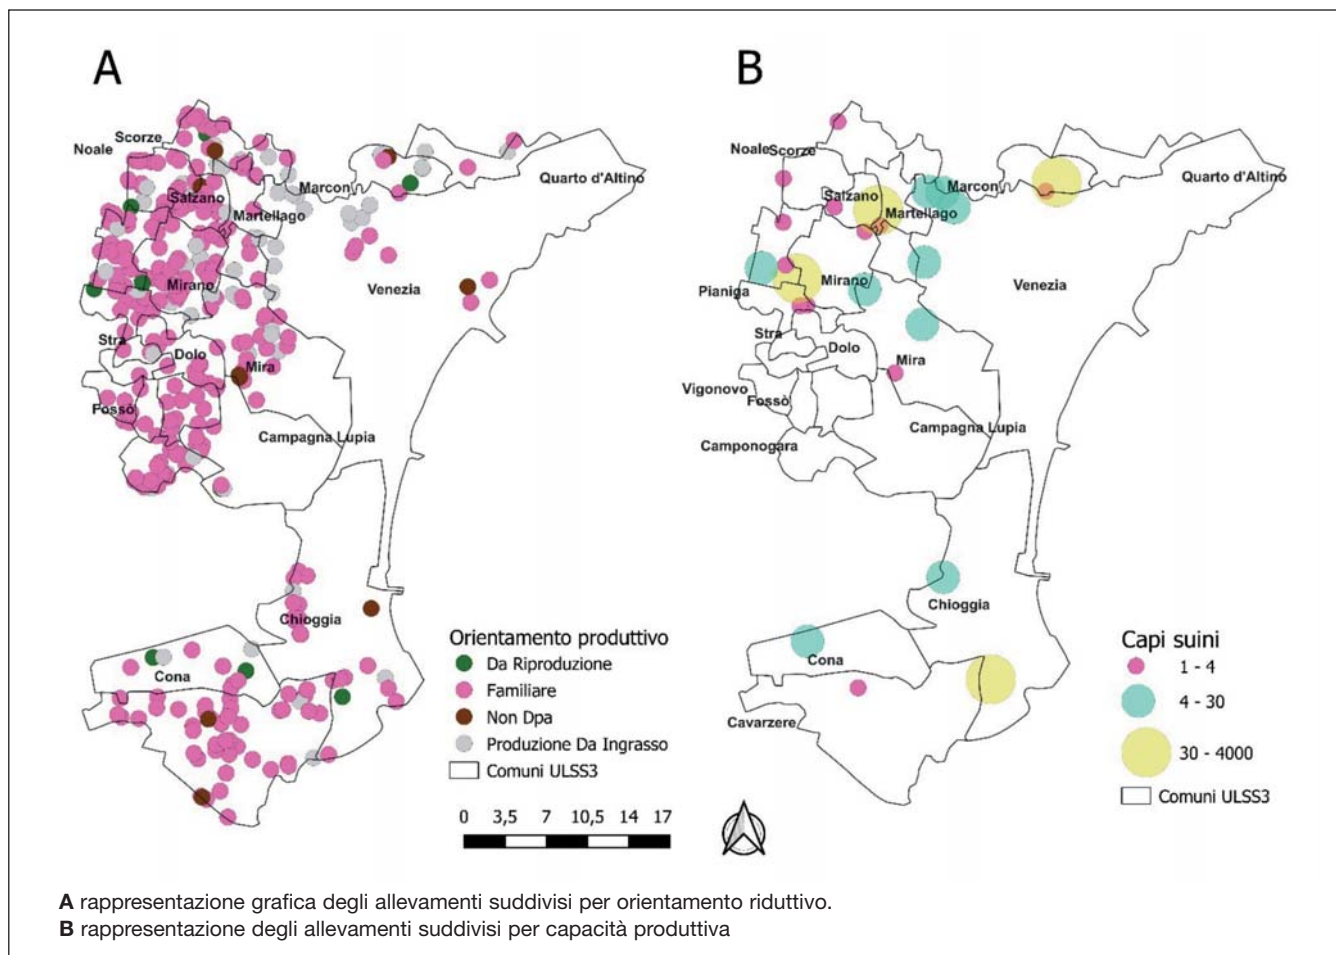 A
Noale
Scorze
Salzano
Martellago
Marcon
Quarto d'Altino
Mirano
Venezia
Stra
Dolo
Mira
Fossò
Campagna Lupia
Chioggia
Cona
Orientamento produttivo
Da Riproduzione
Familiare
Non Dpa
Produzione Da Ingrasso
Comuni ULSS3
0 3,5 7 10,5 14 17
B
Noale
Scorze
Salzano
Martellago
Marcon
Quarto d'Altino
Pianiga
Mirano
Venezia
Stra
Dolo
Mira
Vigonovo
Fossò
Campagna Lupia
Camponogara
Chioggia
Cona
Cavarzere
Capi suini
1 - 4
4 - 30
30 - 4000
Comuni ULSS3
A rappresentazione grafica degli allevamenti suddivisi per orientamento riduttivo.
B rappresentazione degli allevamenti suddivisi per capacità produttiva